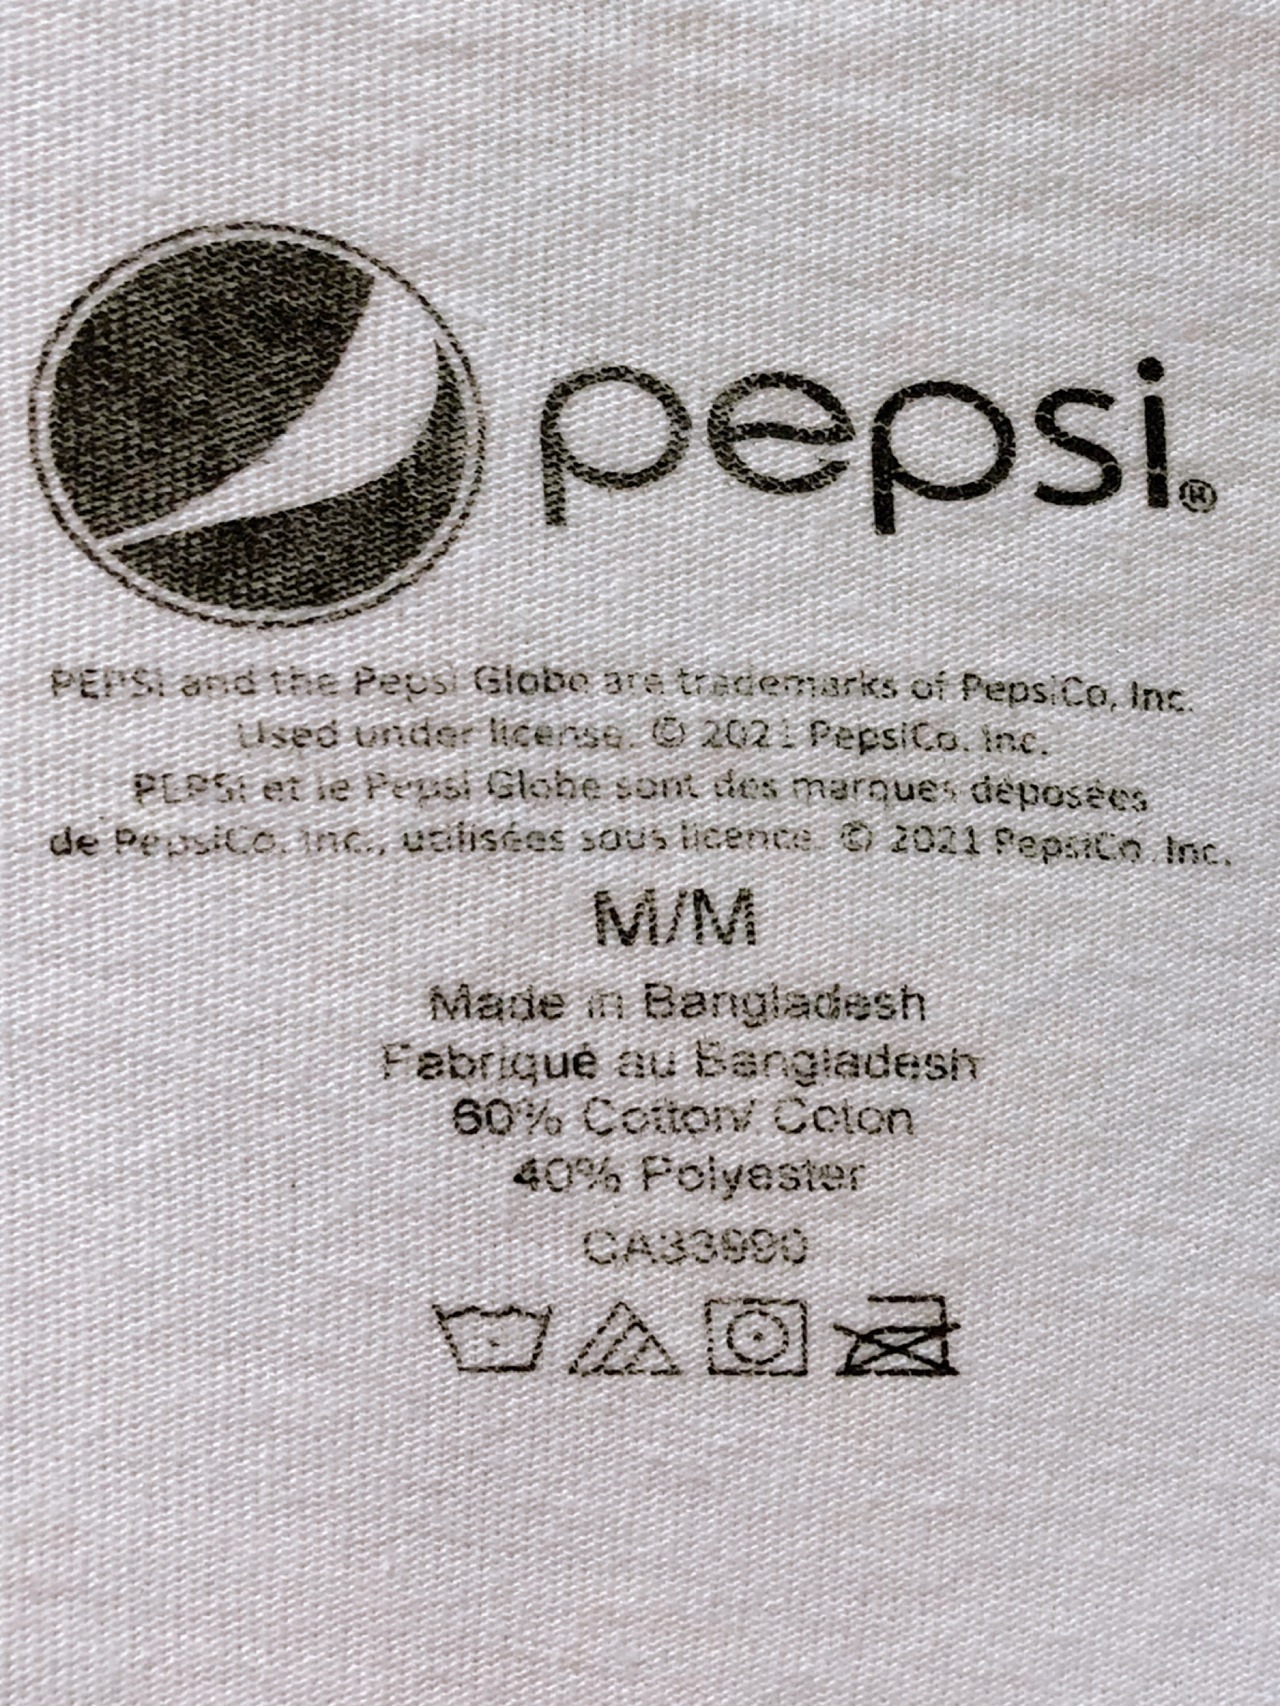 pepsi®
PEPSI and the Pepsi Globe are trademarks of PepsiCo, Inc.
Used under license. © 2021 PepsiCo. Inc.
PEPSI et le Pepsi Globe sont des marques déposées
de PepsiCo. Inc., utilisées sous licence. © 2021 PepsiCo. Inc.
M/M
Made in Bangladesh
Fabriqué au Bangladesh
60% Cotton/ Coton
40% Polyester
CA33990